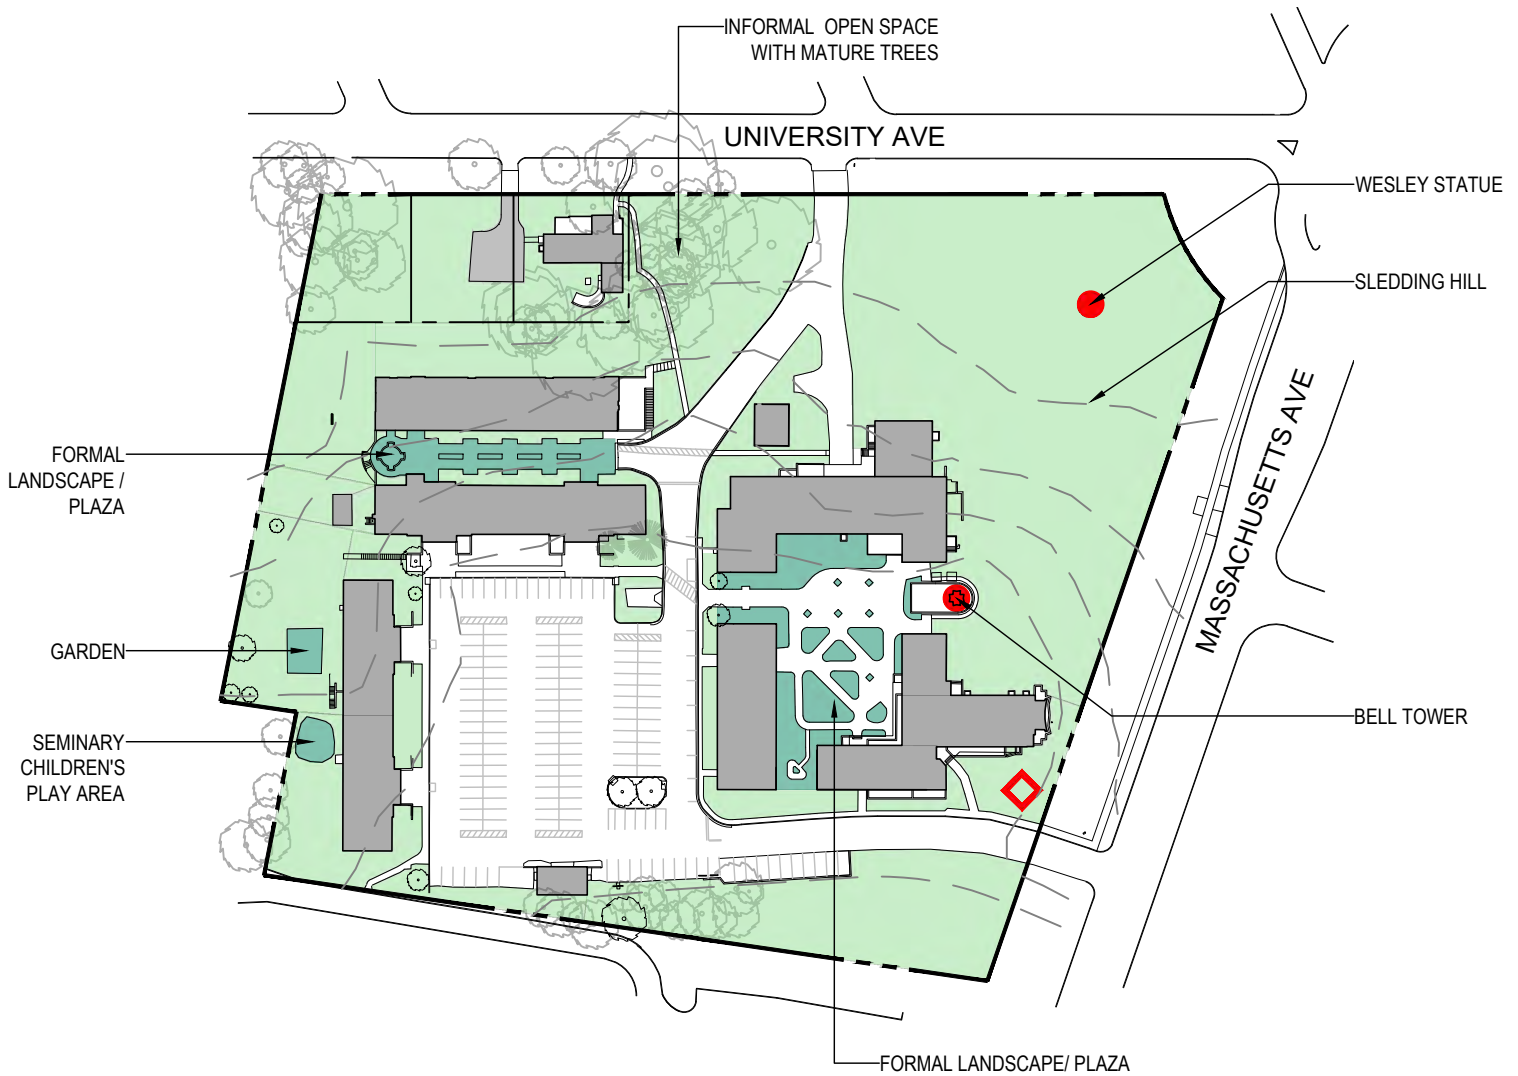 INFORMAL OPEN SPACE
WITH MATURE TREES
UNIVERSITY AVE
WESLEY STATUE
SLEDDING HILL
MASSACHUSETTS AVE
FORMAL
LANDSCAPE /
PLAZA
GARDEN
SEMINARY
CHILDREN'S
PLAY AREA
BELL TOWER
FORMAL LANDSCAPE/ PLAZA